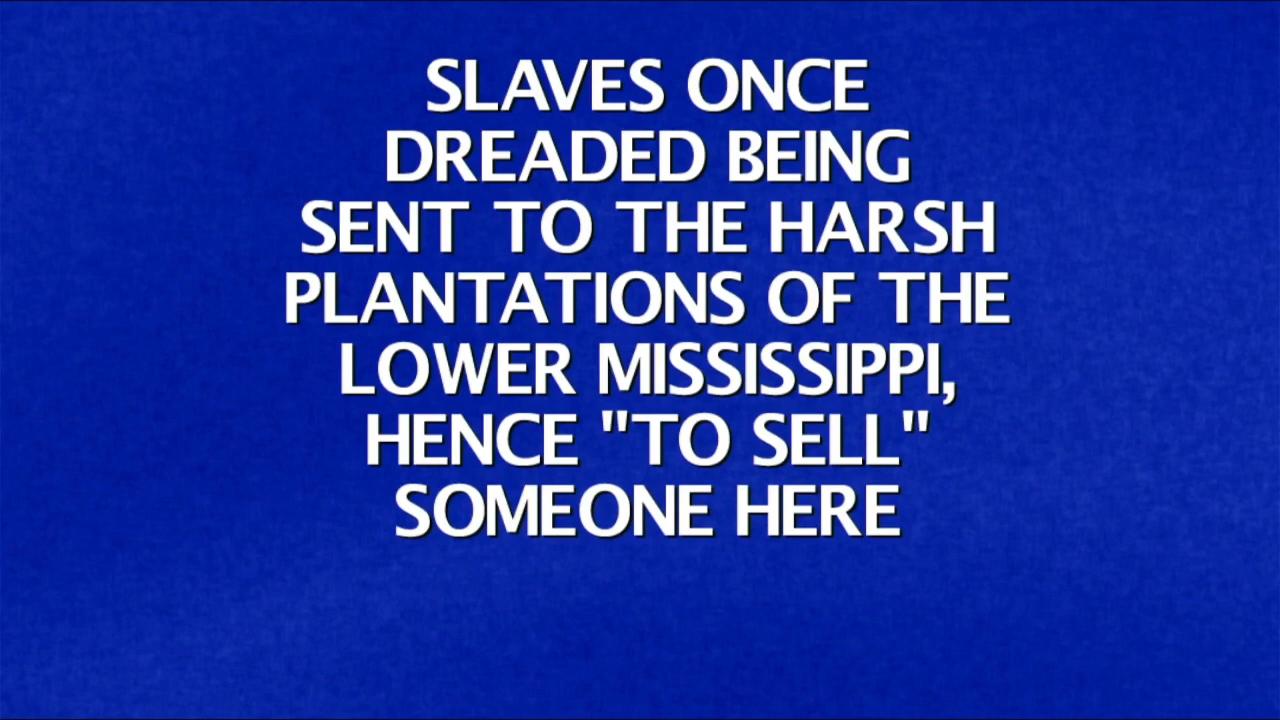 SLAVES ONCE
DREADED BEING
SENT TO THE HARSH
PLANTATIONS OF THE
LOWER MISSISSIPPI,
HENCE "TO SELL"
SOMEONE HERE